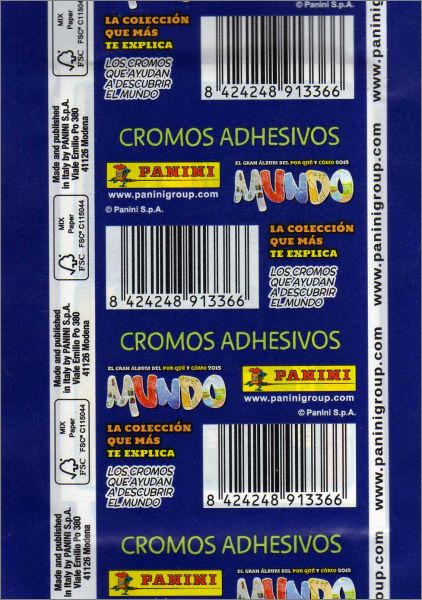 © Panini S.p.A.
LA COLECCIÓN
QUE MÁS
TE EXPLICA
LOS CROMOS
QUE AYUDAN
A DESCUBRIR
EL MUNDO
8 424248 913366
CROMOS ADHESIVOS
PANINI
www.paninigroup.com
© Panini S.p.A.
EL GRAN ÁLBUM DEL POR QUÉ Y CÓMO 2015
MUNDO
8 424248 913366
LA COLECCIÓN
QUE MÁS
TE EXPLICA
LOS CROMOS
QUE AYUDAN
A DESCUBRIR
EL MUNDO
CROMOS ADHESIVOS
EL GRAN ÁLBUM DEL POR QUÉ Y CÓMO 2015
MUNDO
PANINI
www.paninigroup.com
© Panini S.p.A.
LA COLECCIÓN
QUE MÁS
TE EXPLICA
LOS CROMOS
QUE AYUDAN
A DESCUBRIR
EL MUNDO
8 424248 913366
CROMOS ADHESIVOS
PANINI
EL GRAN ÁLBUM DEL POR QUÉ Y CÓMO 2015
MUNDO
MIX
Paper
FSC® C115044
FSC
Made and published
in Italy by PANINI S.p.A.
Viale Emilio Po 380
41126 Modena
MIX
Paper
FSC® C115044
FSC
Made and published
in Italy by PANINI S.p.A.
Viale Emilio Po 380
41126 Modena
MIX
Paper
FSC® C115044
FSC
Made and published
in Italy by PANINI S.p.A.
Viale Emilio Po 380
41126 Modena
www.paninigroup.com
www.paninigroup.com
www.paninigroup.com
www.paninigroup.com